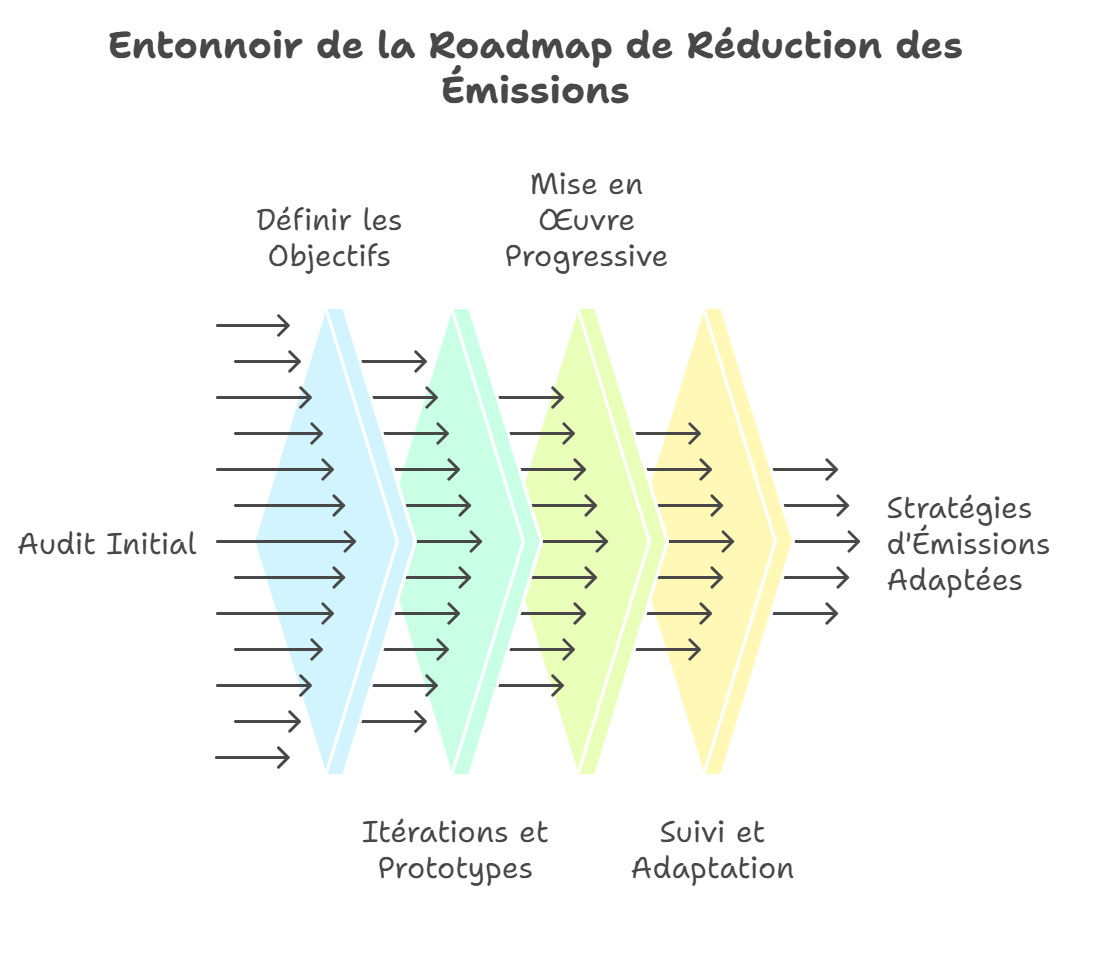 Entonnoir de la Roadmap de Réduction des
Émissions
Mise en
Œuvre
Progressive
Définir les
Objectifs
Audit Initial
Stratégies
d'Émissions
Adaptées
Itérations et
Prototypes
Suivi et
Adaptation